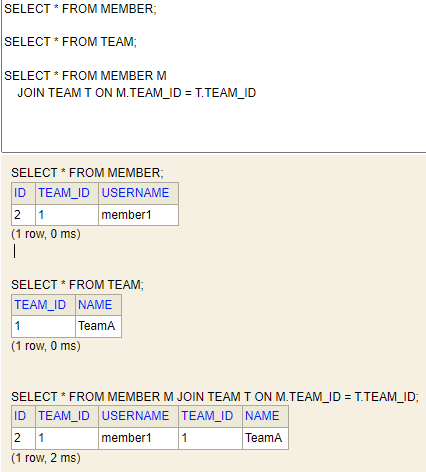 SELECT * FROM MEMBER;
SELECT * FROM TEAM;
SELECT * FROM MEMBER M
JOIN TEAM T ON M.TEAM_ID = T.TEAM_ID
SELECT * FROM MEMBER;
ID TEAM_ID USERNAME
2 1 member1
(1 row, 0 ms)
SELECT * FROM TEAM;
TEAM_ID NAME
1 TeamA
(1 row, 0 ms)
SELECT * FROM MEMBER M JOIN TEAM T ON M.TEAM_ID = T.TEAM_ID;
ID TEAM_ID USERNAME TEAM_ID NAME
2 1 member1 1 TeamA
(1 row, 2 ms)